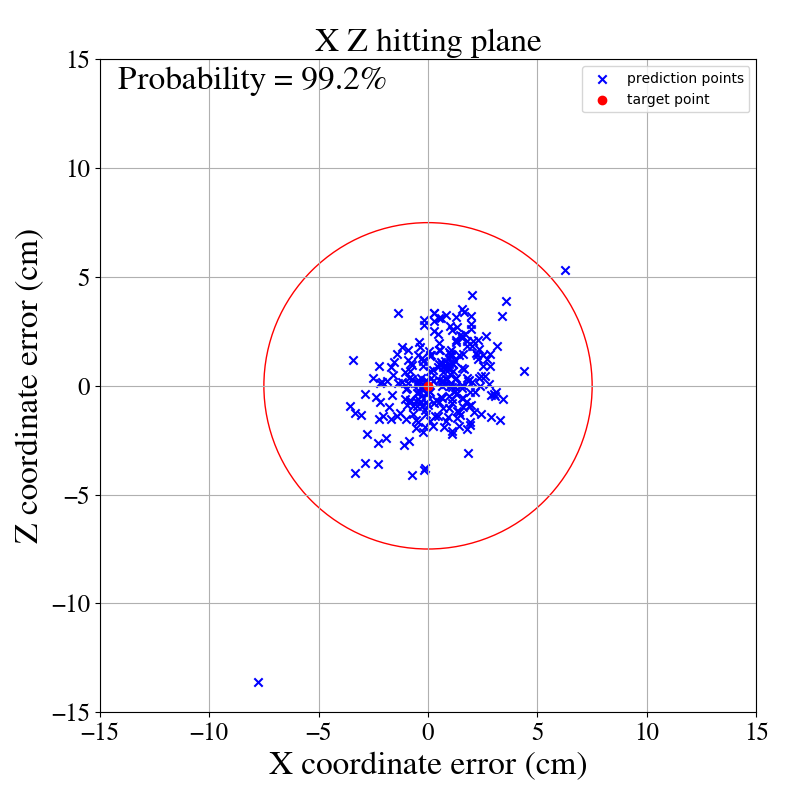 X Z hitting plane
Probability = 99.2%
prediction points
target point
Z coordinate error (cm)
15
10
5
0
−5
−10
−15
−15
−10
−5
0
5
10
15
X coordinate error (cm)